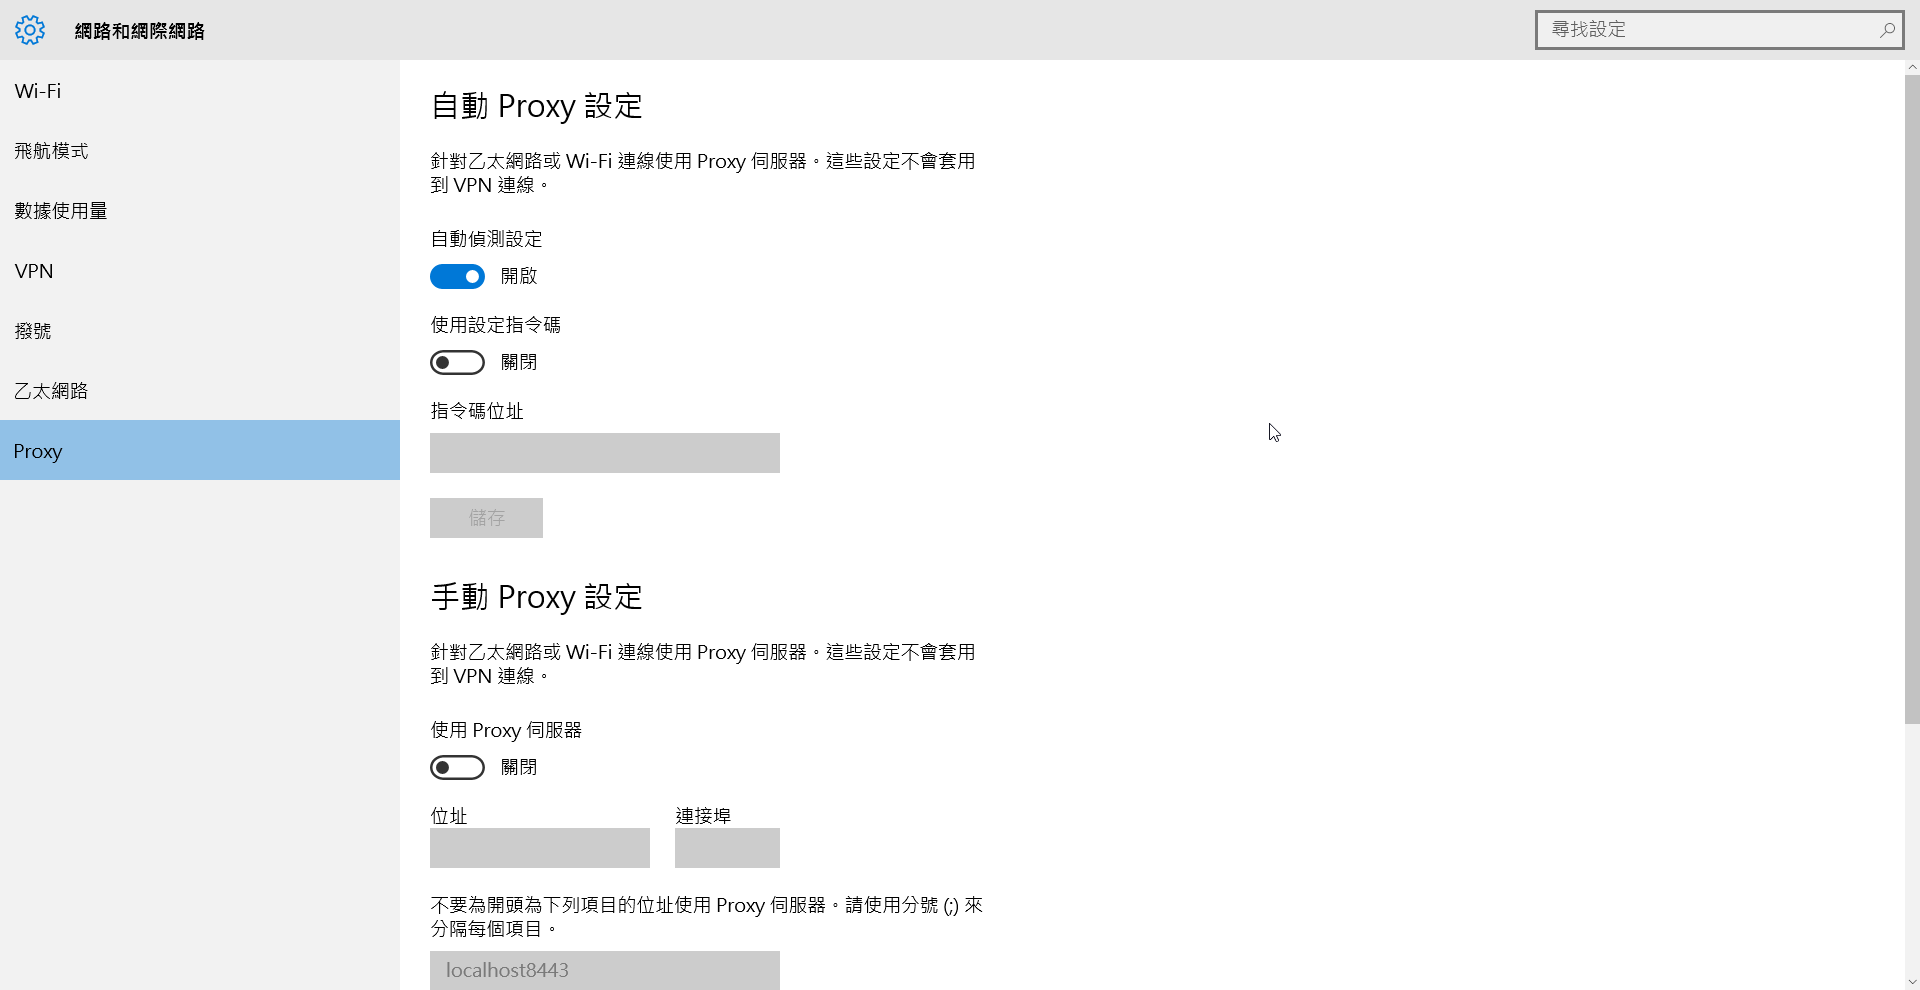 網路和網際網路
尋找設定
Wi-Fi
飛航模式
數據使用量
VPN
撥號
乙太網路
Proxy
自動 Proxy 設定
針對乙太網路或 Wi-Fi 連線使用 Proxy 伺服器。這些設定不會套用
到 VPN 連線。
自動偵測設定
開啟
使用設定指令碼
關閉
指令碼位址
儲存
手動 Proxy 設定
針對乙太網路或 Wi-Fi 連線使用 Proxy 伺服器。這些設定不會套用
到 VPN 連線。
使用 Proxy 伺服器
關閉
位址
連接埠
不要為開頭為下列項目的位址使用 Proxy 伺服器。請使用分號 (;) 來
分隔每個項目。
localhost8443